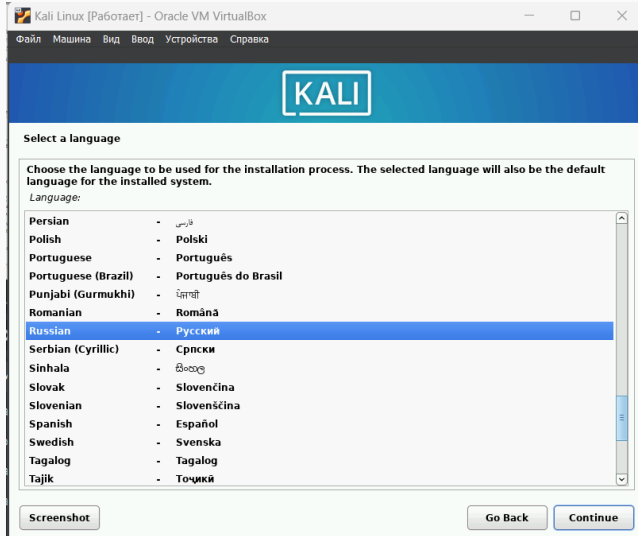 Kali Linux [Работает] - Oracle VM VirtualBox
Файл Машина Вид Ввод Устройства Справка
KALI
Select a language
Choose the language to be used for the installation process. The selected language will also be the default
language for the installed system.
Language:
Persian - فارسی
Polish - Polski
Portuguese - Português
Portuguese (Brazil) - Português do Brasil
Punjabi (Gurmukhi) - ਪੰਜਾਬੀ
Romanian - Română
Russian - Русский
Serbian (Cyrillic) - Српски
Sinhala - සිංහල
Slovak - Slovenčina
Slovenian - Slovenščina
Spanish - Español
Swedish - Svenska
Tagalog - Tagalog
Tajik - Тоҷикӣ
Screenshot Go Back Continue